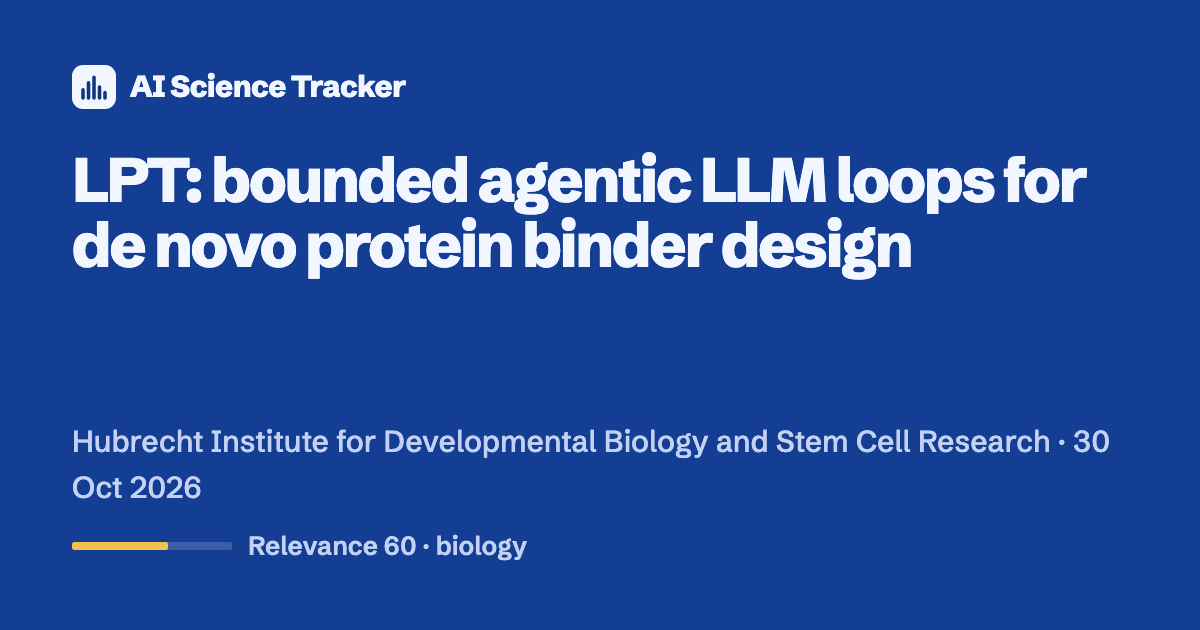 AI Science Tracker
LPT: bounded agentic LLM loops for
de novo protein binder design
Hubrecht Institute for Developmental Biology and Stem Cell Research · 30
Oct 2026
Relevance 60 · biology